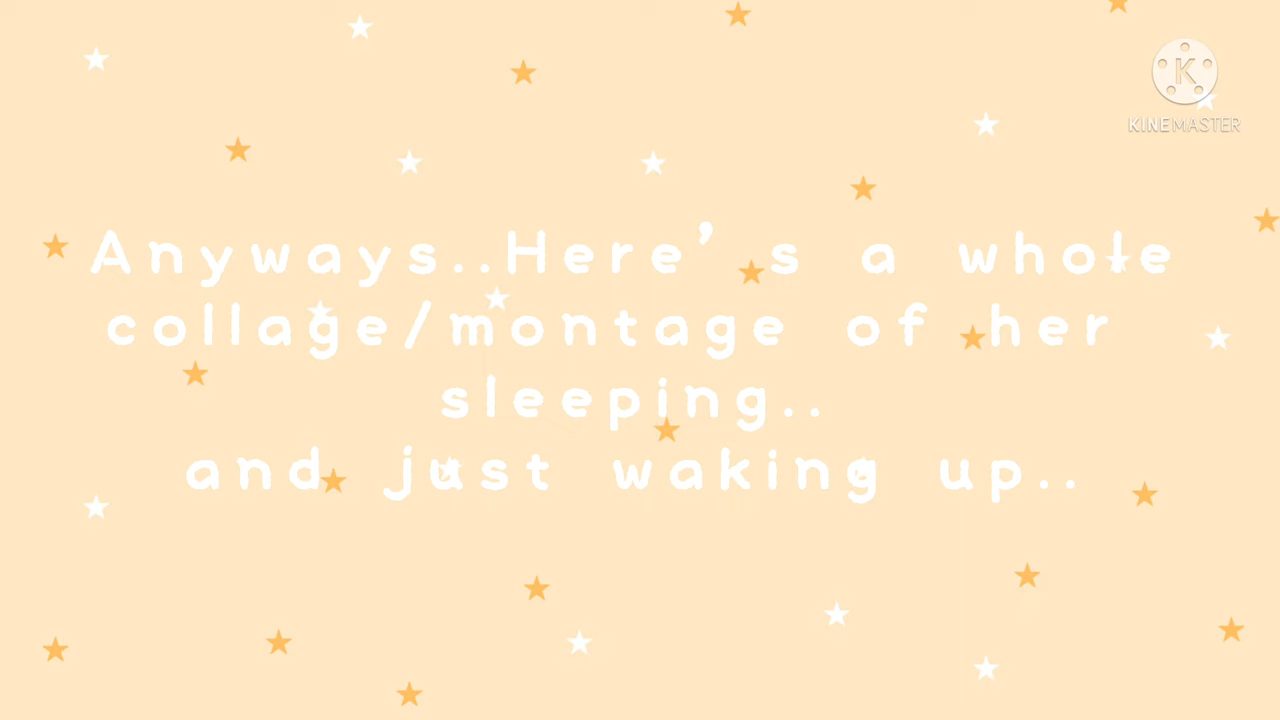 K
KINEMASTER
Anyways..Here's a whole
collage/montage of her
sleeping..
and just waking up..